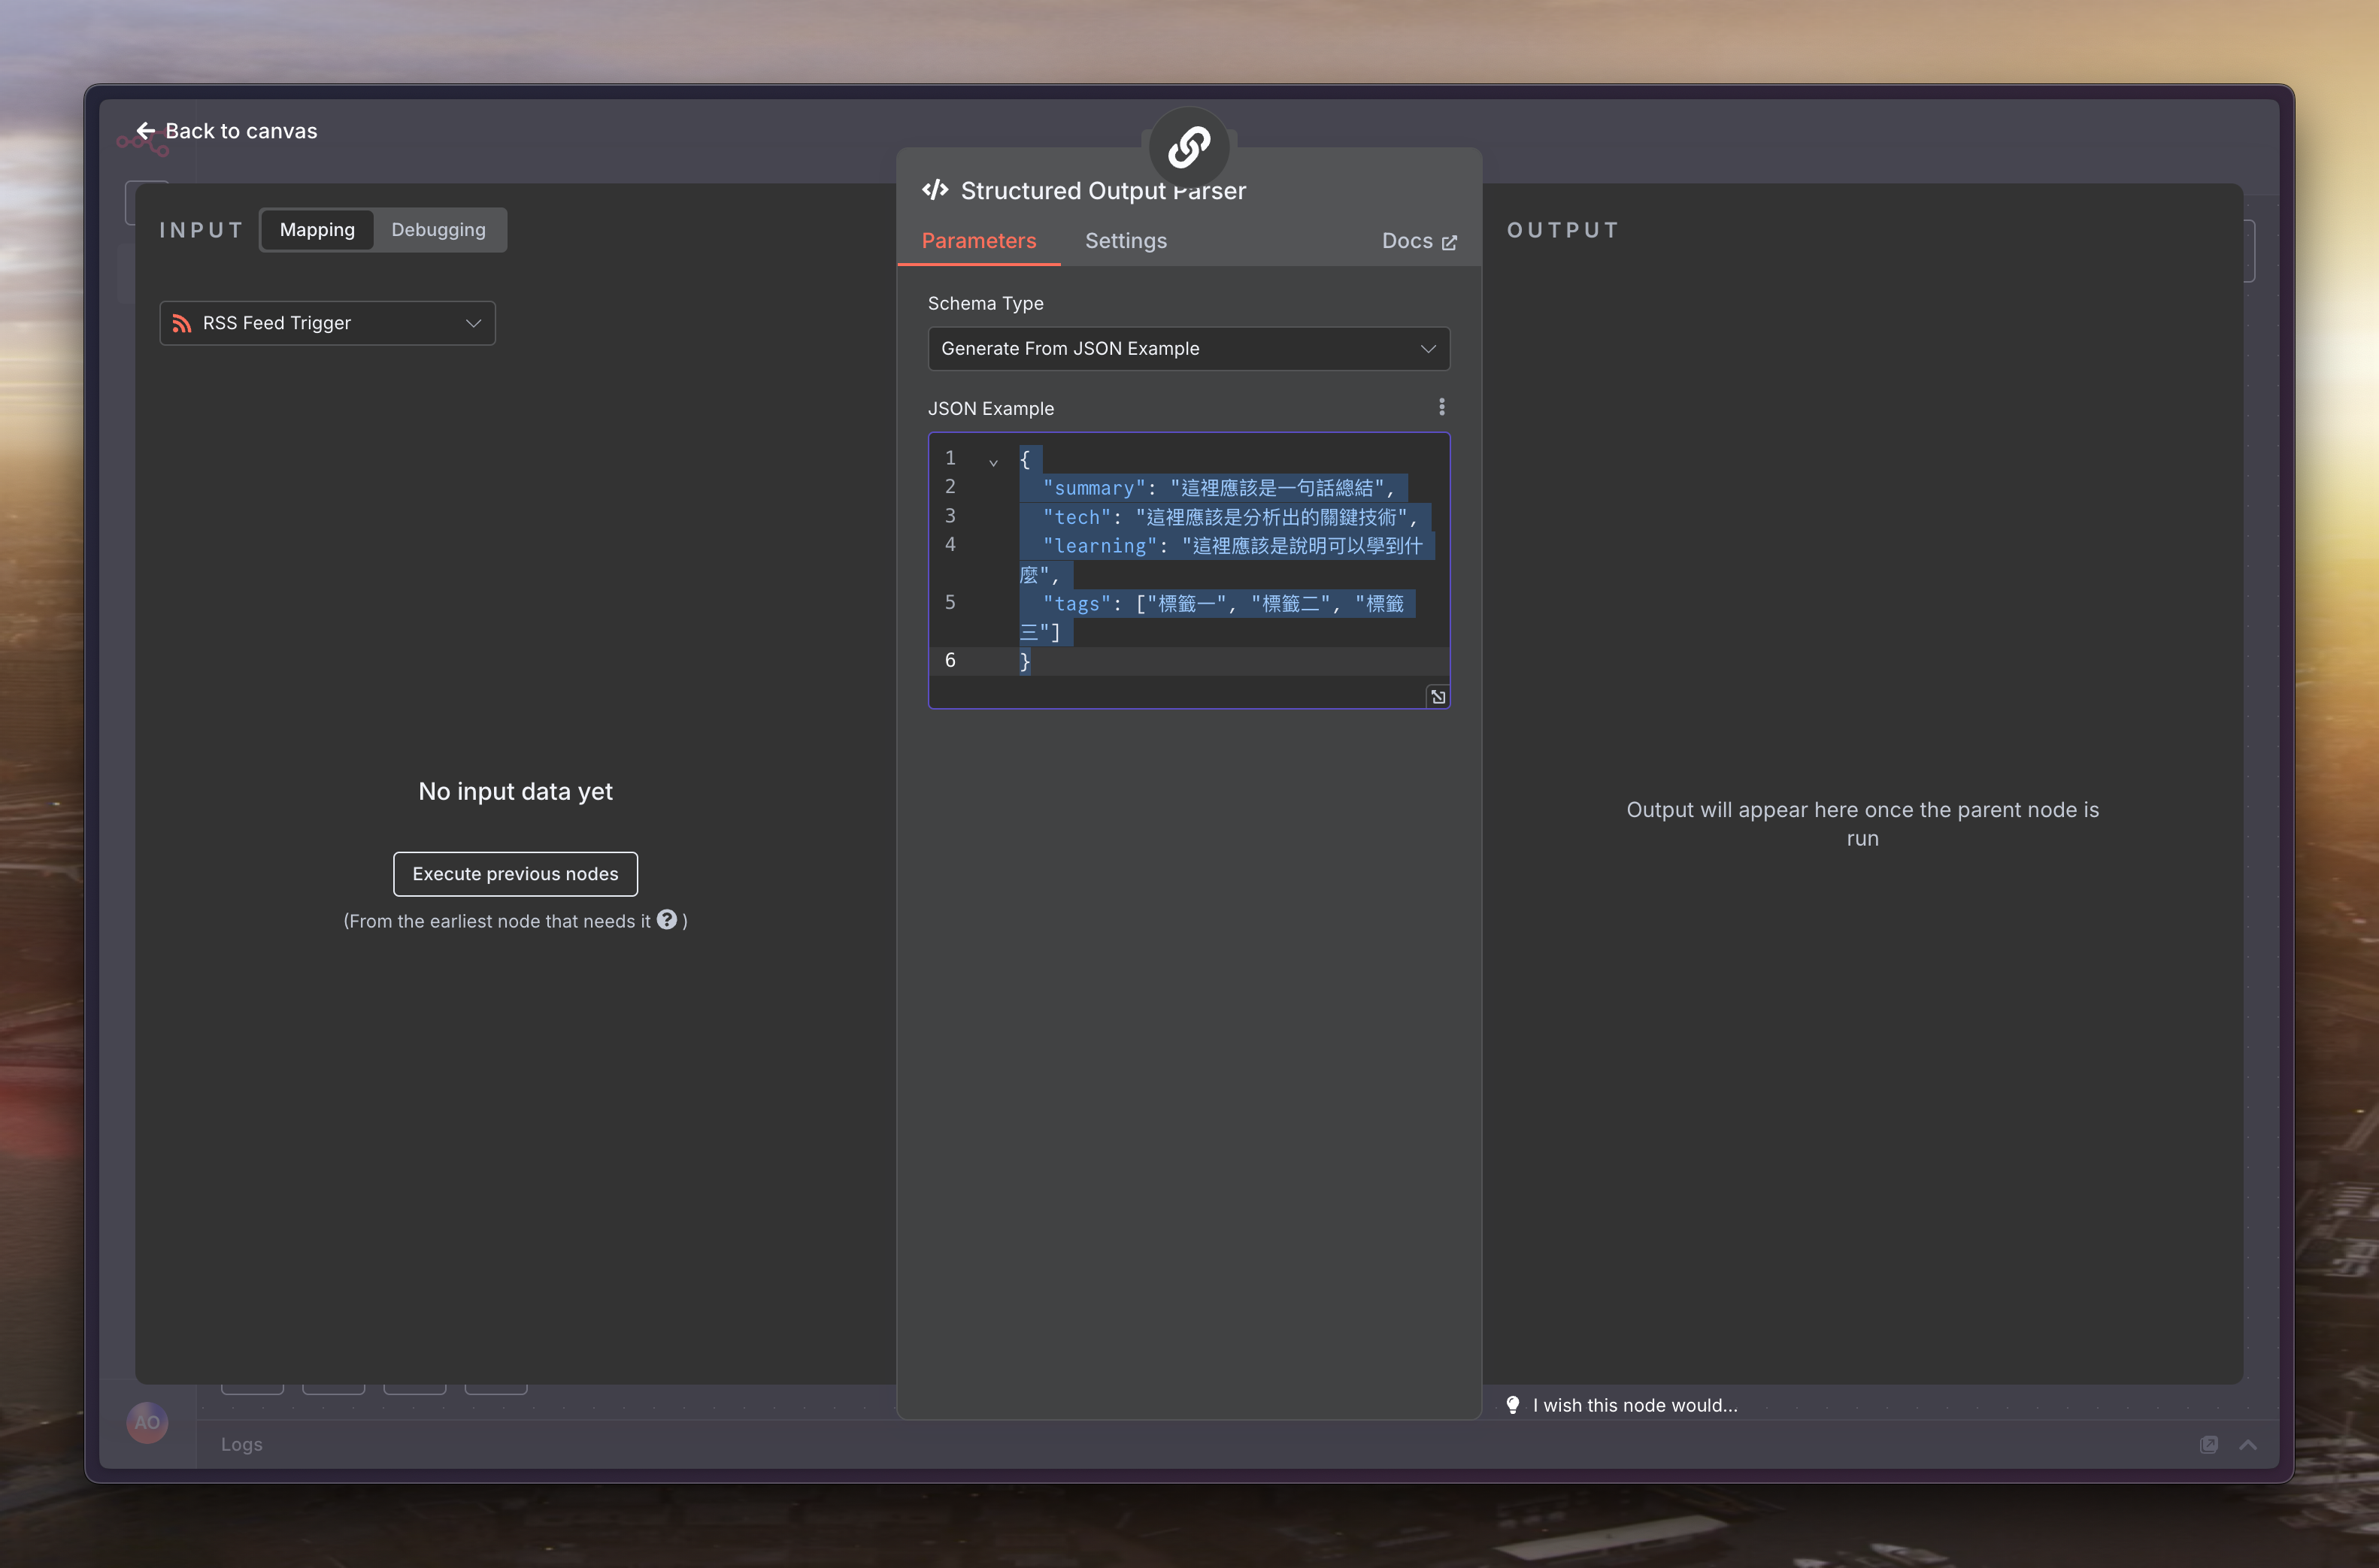 Back to canvas
INPUT
Mapping
Debugging
RSS Feed Trigger
No input data yet
Execute previous nodes
(From the earliest node that needs it ? )
Structured Output Parser
Parameters
Settings
Docs
Schema Type
Generate From JSON Example
JSON Example
1 {
2 "summary": "這裡應該是一句話總結",
3 "tech": "這裡應該是分析出的關鍵技術",
4 "learning": "這裡應該是說明可以學到什
麼",
5 "tags": ["標籤一", "標籤二", "標籤
三"]
6 }
OUTPUT
Output will appear here once the parent node is
run
I wish this node would...
AO
Logs